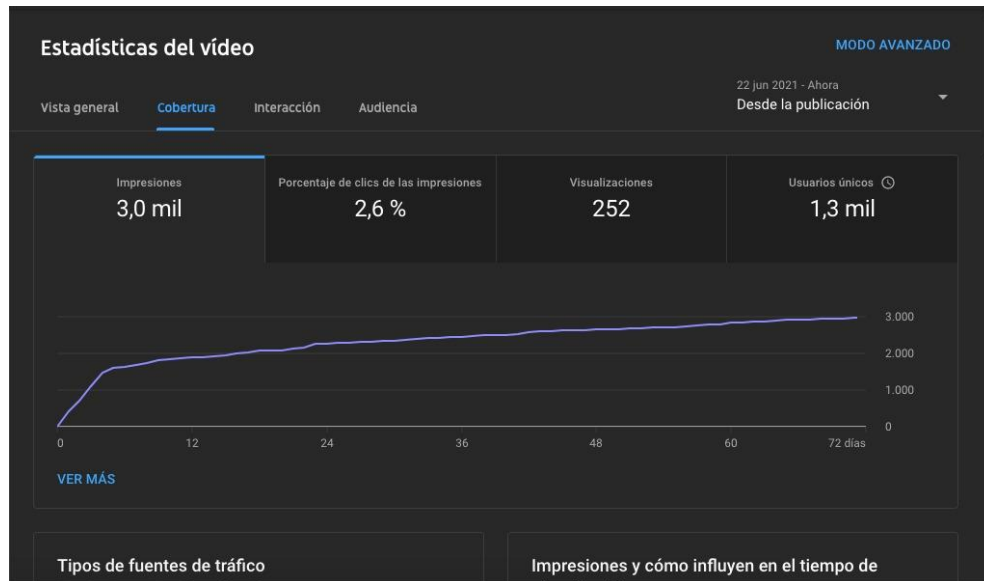 Estadísticas del vídeo
MODO AVANZADO
22 jun 2021 - Ahora
Desde la publicación
Vista general
Cobertura
Interacción
Audiencia
Impresiones
3,0 mil
Porcentaje de clics de las impresiones
2,6 %
Visualizaciones
252
Usuarios únicos
1,3 mil
3.000
2.000
1.000
0
0 12 24 36 48 60 72 días
VER MÁS
Tipos de fuentes de tráfico
Impresiones y cómo influyen en el tiempo de